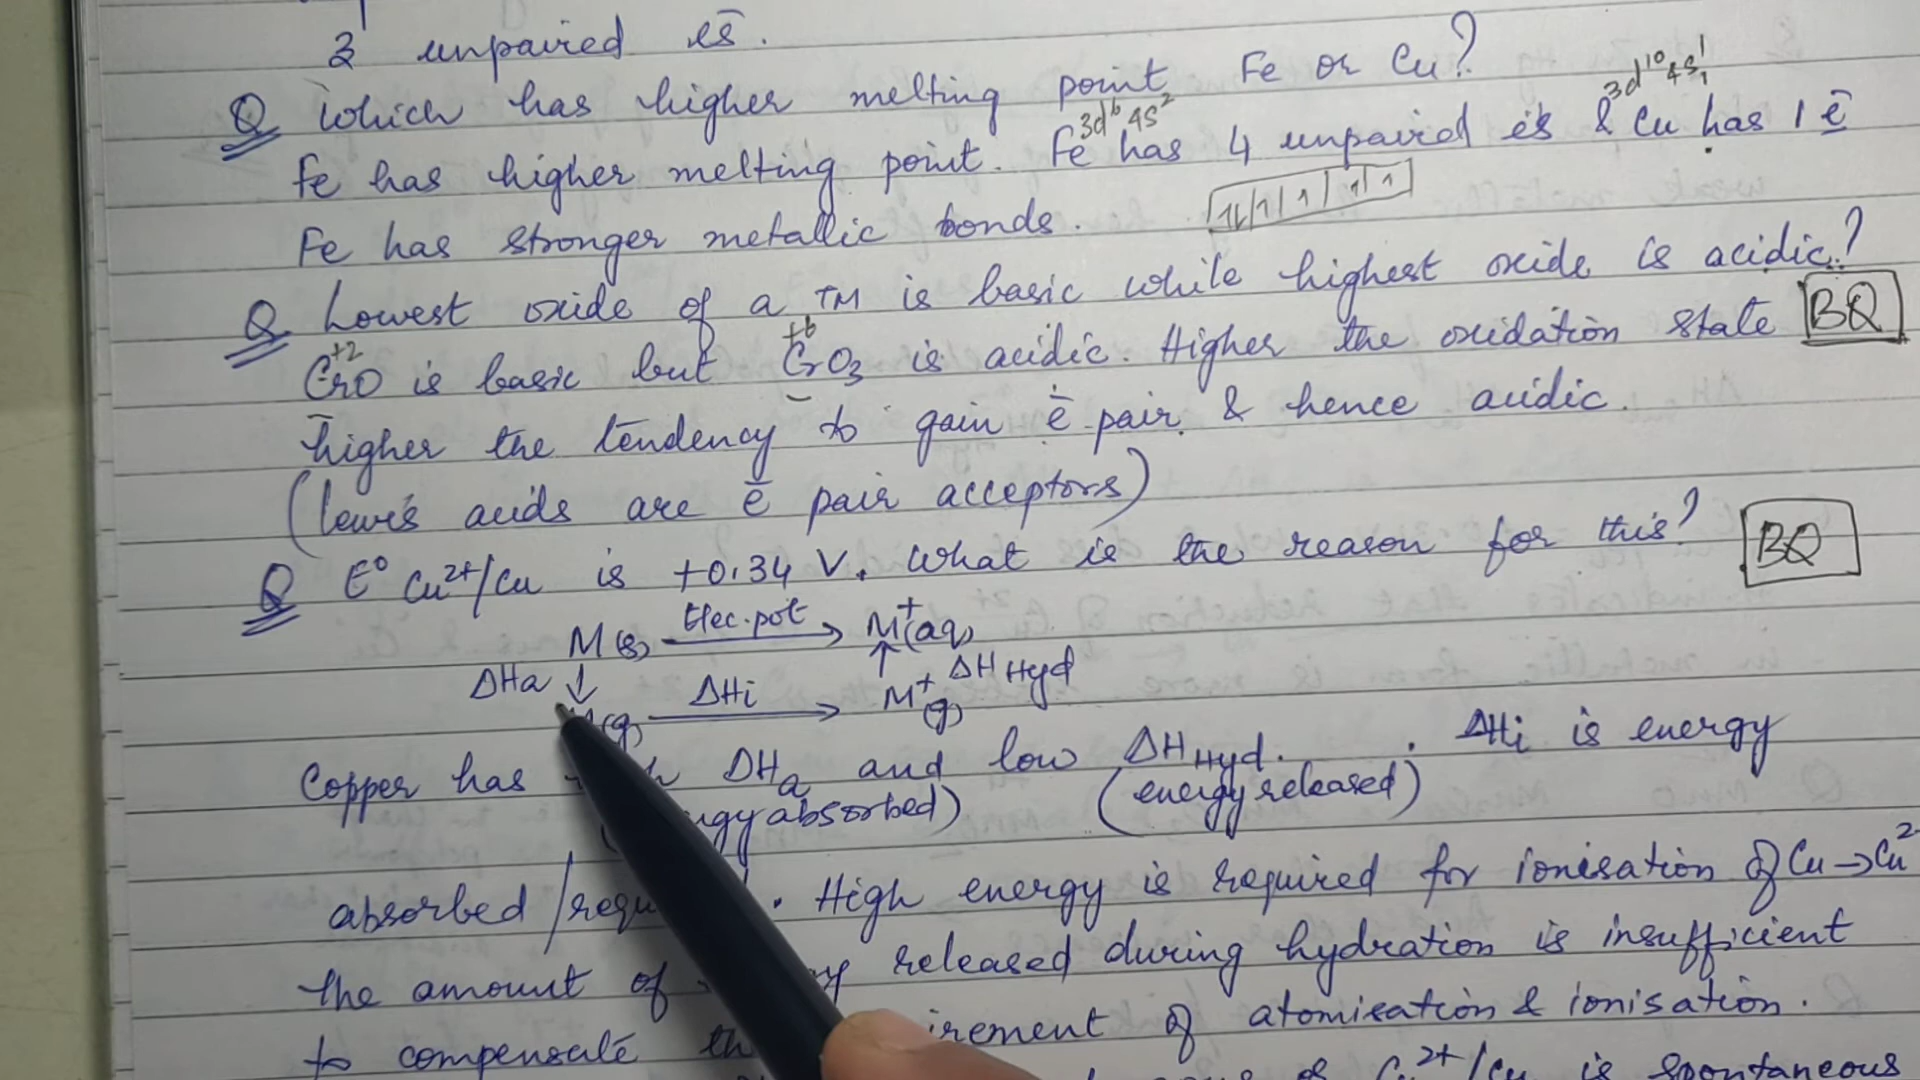 2 unpaired ēs.
Q Which has higher melting point, Fe or Cu?
3d⁶ 4s² 3d¹⁰ 4s¹
Fe has higher melting point. Fe has 4 unpaired ēs & Cu has 1 ē
Fe has stronger metallic bonds.
Q Lowest oxide of a TM is basic while highest oxide is acidic?
+2 +6
CrO is basic but CrO₃ is acidic. Higher the oxidation state BQ
higher the tendency to gain ē pair & hence acidic.
(lewis acids are ē pair acceptors)
Q E° Cu²⁺/Cu is +0.34 V. What is the reason for this? BQ
M(s) Elec. pot → M⁺(aq)
ΔHa ↓ ↑ ΔH Hyd
(g) ΔHi → M⁺(g)
Copper has ΔHa and low ΔH Hyd. ΔHi is energy
absorbed) (energy released)
absorbed / . High energy is required for ionisation of Cu → Cu²
the amount of released during hydration is insufficient
to compensate of atomisation & ionisation.
Cu²⁺/Cu is spontaneous